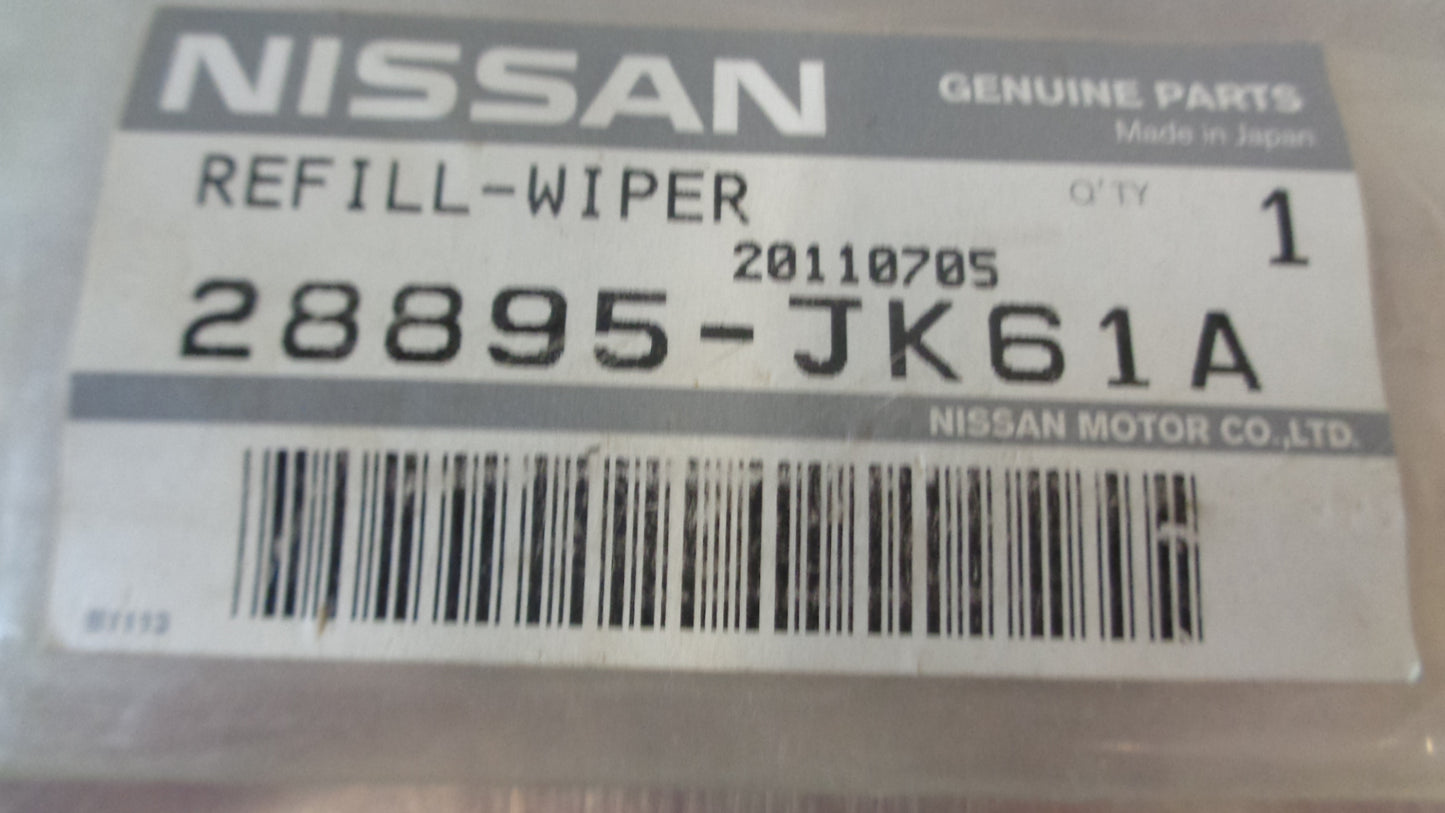 NISSAN GENUINE PARTS
Made in Japan
REFILL-WIPER Q'TY 1
20110705
28895-JK61A
NISSAN MOTOR CO.,LTD.